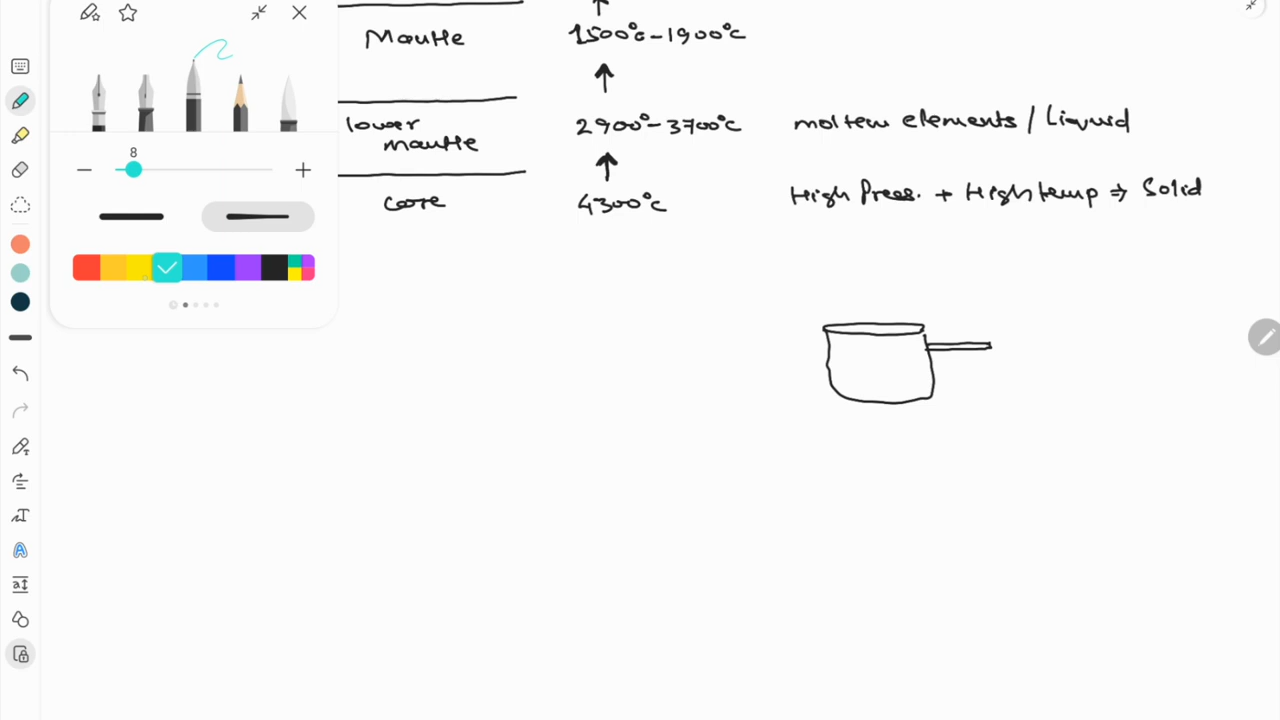 Mantle 1500°c-1900°c
lower 2900°-3700°c molten elements / Liquid
mantle
core 4300°c High Press. + High temp ⇒ Solid
8